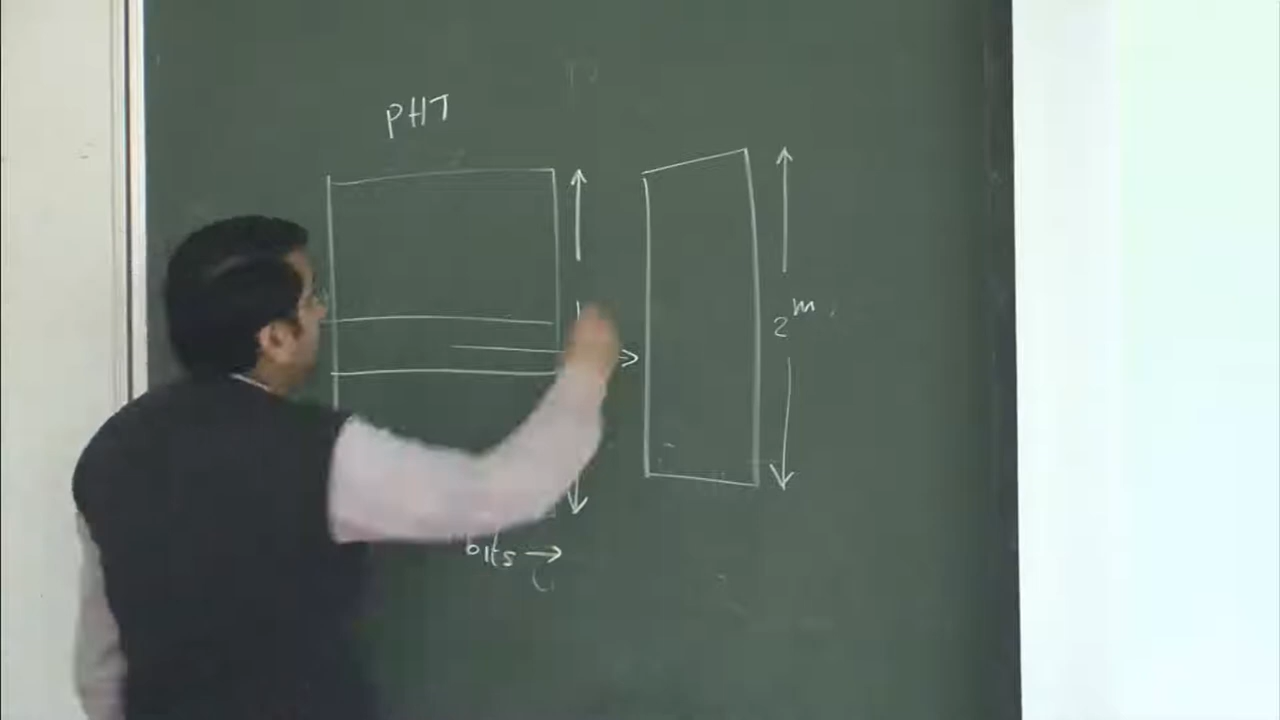 PHT
2^m
bits →